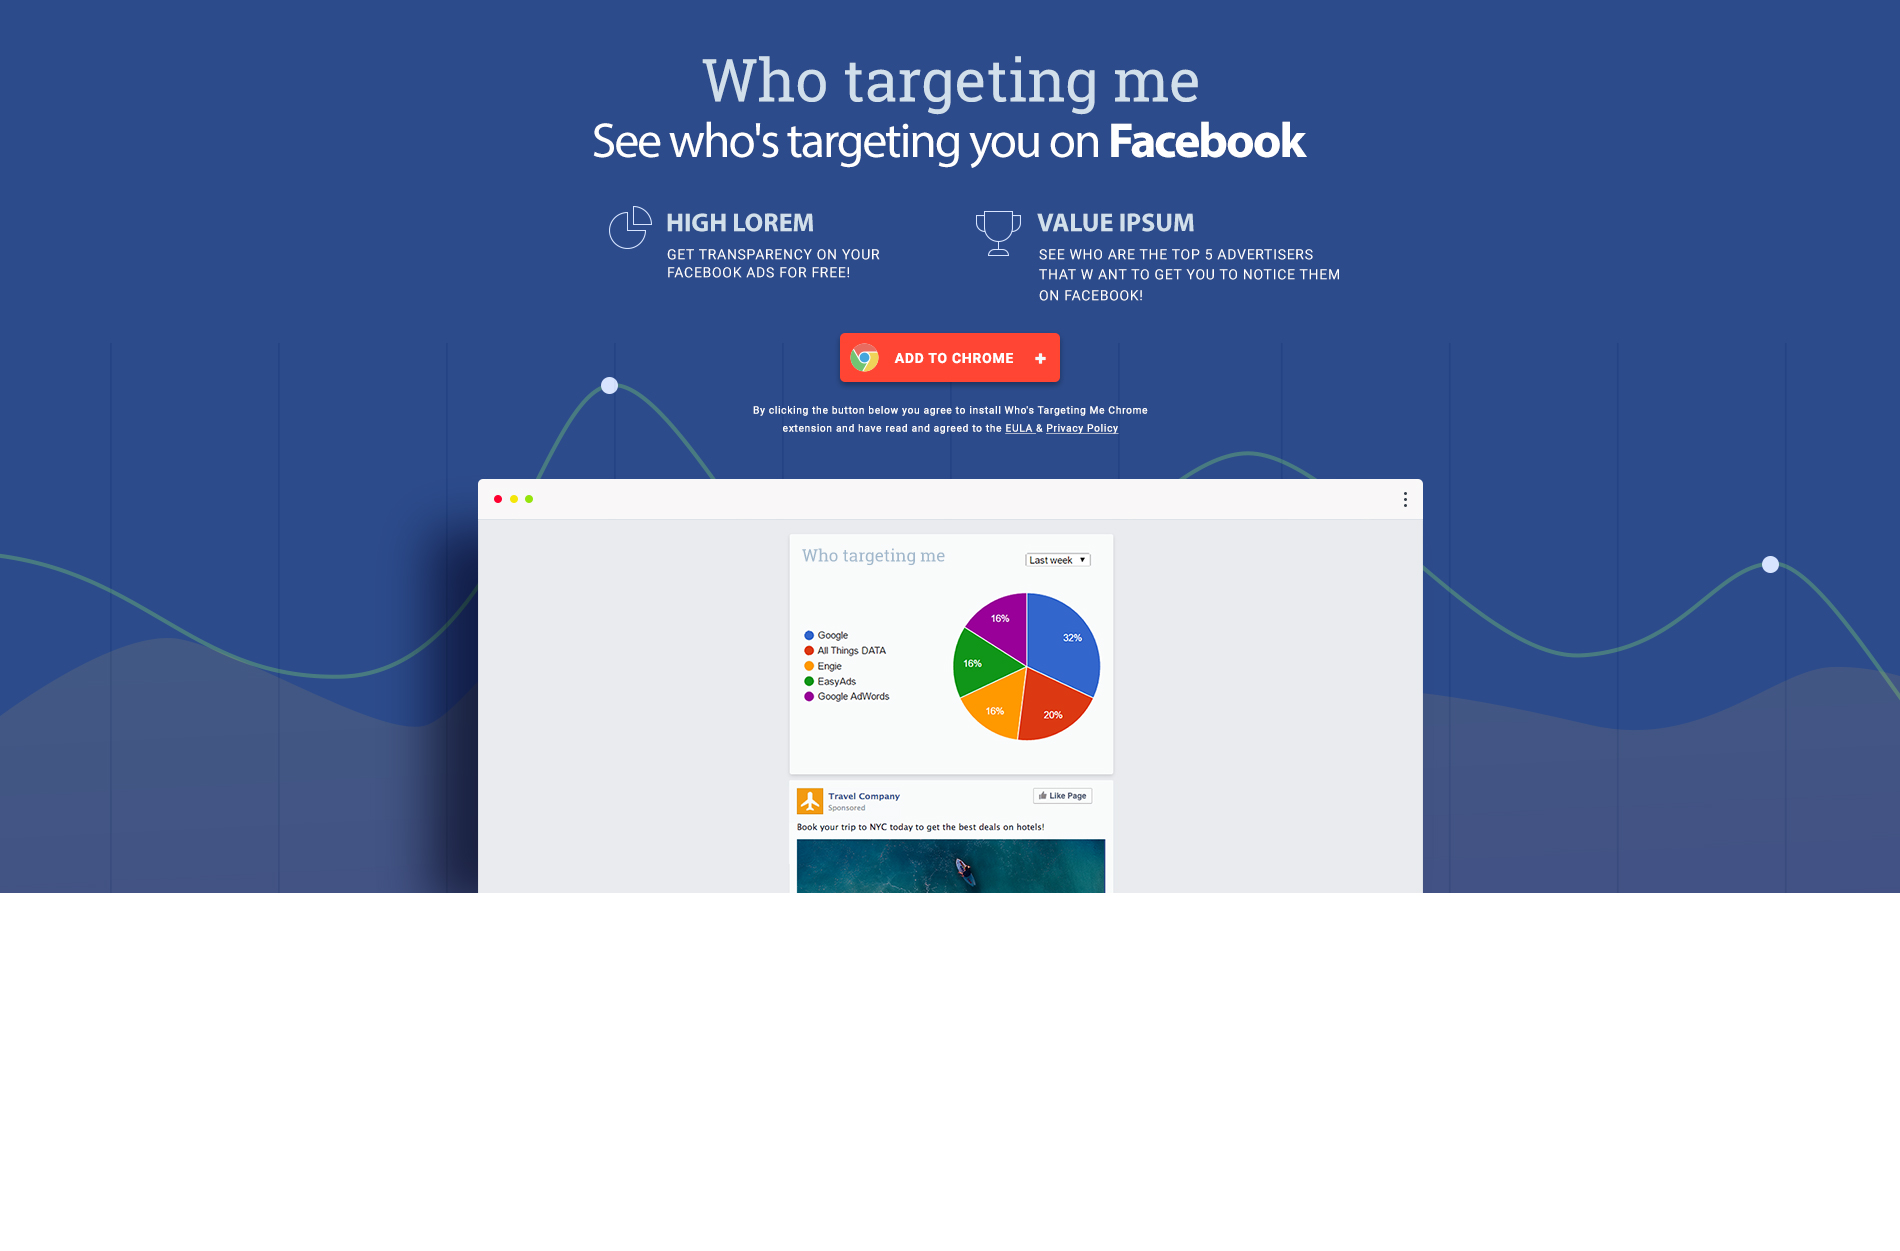 Who targeting me
See who's targeting you on Facebook
HIGH LOREM
GET TRANSPARENCY ON YOUR
FACEBOOK ADS FOR FREE!
VALUE IPSUM
SEE WHO ARE THE TOP 5 ADVERTISERS
THAT W ANT TO GET YOU TO NOTICE THEM
ON FACEBOOK!
ADD TO CHROME +
By clicking the button below you agree to install Who's Targeting Me Chrome
extension and have read and agreed to the EULA & Privacy Policy
Who targeting me
Last week
Google
All Things DATA
Engie
EasyAds
Google AdWords
16%
32%
16%
16%
20%
Travel Company
Sponsored
Like Page
Book your trip to NYC today to get the best deals on hotels!